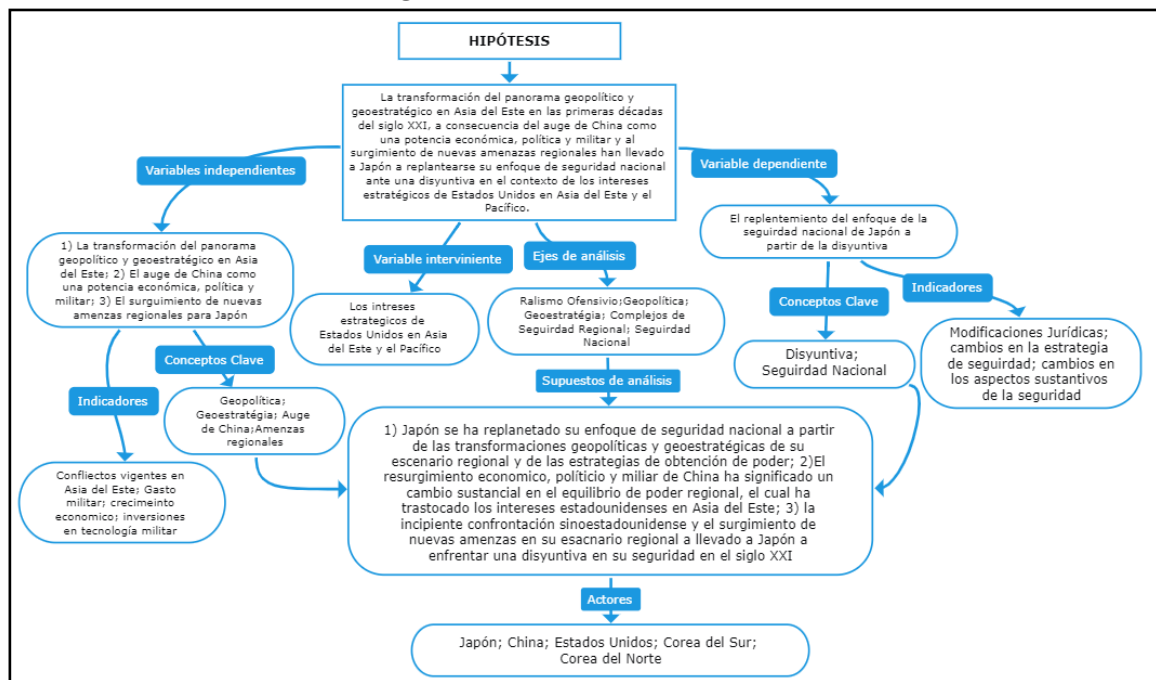 HIPÓTESIS
La transformación del panorama geopolítico y
geoestratégico en Asia del Este en las primeras décadas
del siglo XXI, a consecuencia del auge de China como
una potencia económica, política y militar y al
surgimiento de nuevas amenazas regionales han llevado
a Japón a replantearse su enfoque de seguridad nacional
ante una disyuntiva en el contexto de los intereses
estratégicos de Estados Unidos en Asia del Este y el
Pacífico.
Variables independientes
1) La transformación del panorama
geopolítico y geoestratégico en Asia
del Este; 2) El auge de China como
una potencia económica, política y
militar; 3) El surguimiento de nuevas
amenzas regionales para Japón
Indicadores
Confliectos vigentes en
Asia del Este; Gasto
militar; crecimeinto
economico; inversiones
en tecnología militar
Conceptos Clave
Geopolítica;
Geoestratégia; Auge
de China;Amenzas
regionales
Variable interviniente
Los intreses
estrategicos de
Estados Unidos en Asia
del Este y el Pacífico
Ejes de análisis
Ralismo Ofensivio;Geopolítica;
Geoestratégia; Complejos de
Seguridad Regional; Seguirdad
Nacional
Supuestos de análisis
Variable dependiente
El replentemiento del enfoque de la
seguirdad nacional de Japón a
partir de la disyuntiva
Conceptos Clave
Disyuntiva;
Seguirdad Nacional
Indicadores
Modificaciones Jurídicas;
cambios en la estrategia
de seguirdad; cambios en
los aspectos sustantivos
de la seguridad
1) Japón se ha replanetado su enfoque de seguridad nacional a
partir de las transformaciones geopolíticas y geoestratégicas de su
escenario regional y de las estrategias de obtención de poder; 2)El
resurgimiento economico, políticio y miliar de China ha significado un
cambio sustancial en el equilibrio de poder regional, el cual ha
trastocado los intereses estadounidenses en Asia del Este; 3) la
incipiente confrontación sinoestadounidense y el surgimiento de
nuevas amenzas en su esacnario regional a llevado a Japón a
enfrentar una disyuntiva en su seguridad en el siglo XXI
Actores
Japón; China; Estados Unidos; Corea del Sur;
Corea del Norte